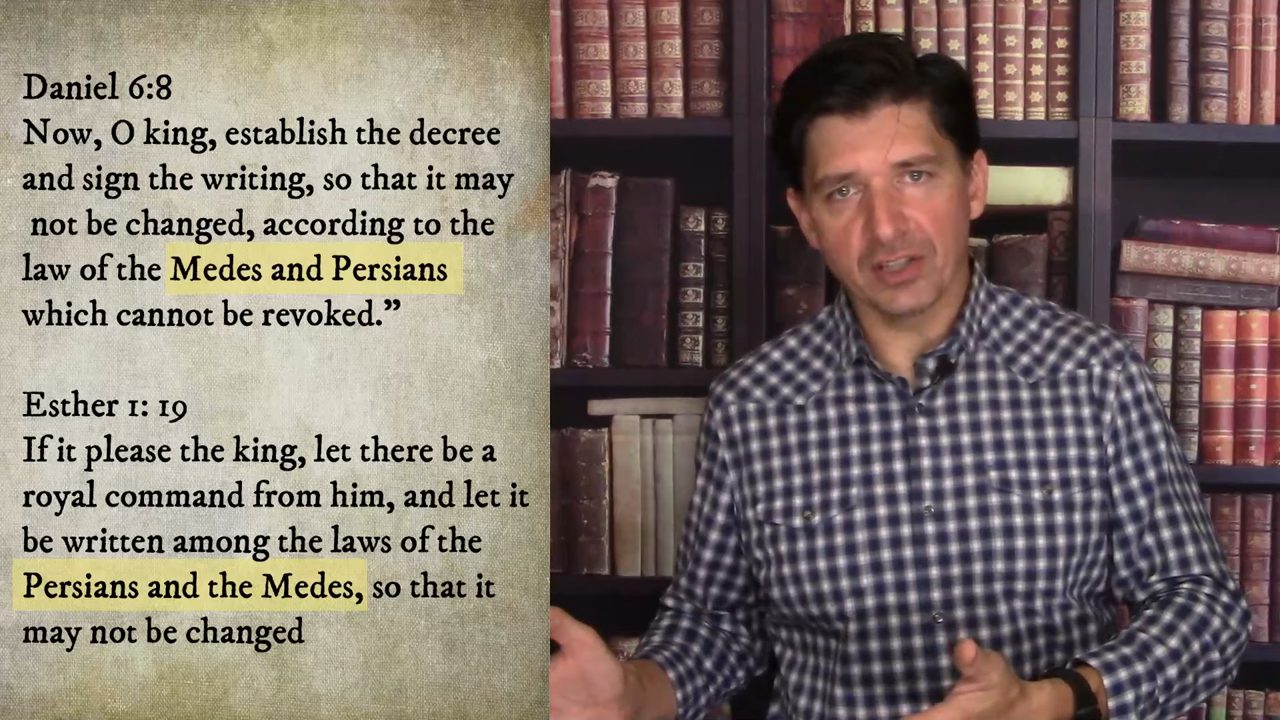 Daniel 6:8
Now, O king, establish the decree
and sign the writing, so that it may
not be changed, according to the
law of the Medes and Persians
which cannot be revoked.”
Esther 1: 19
If it please the king, let there be a
royal command from him, and let it
be written among the laws of the
Persians and the Medes, so that it
may not be changed